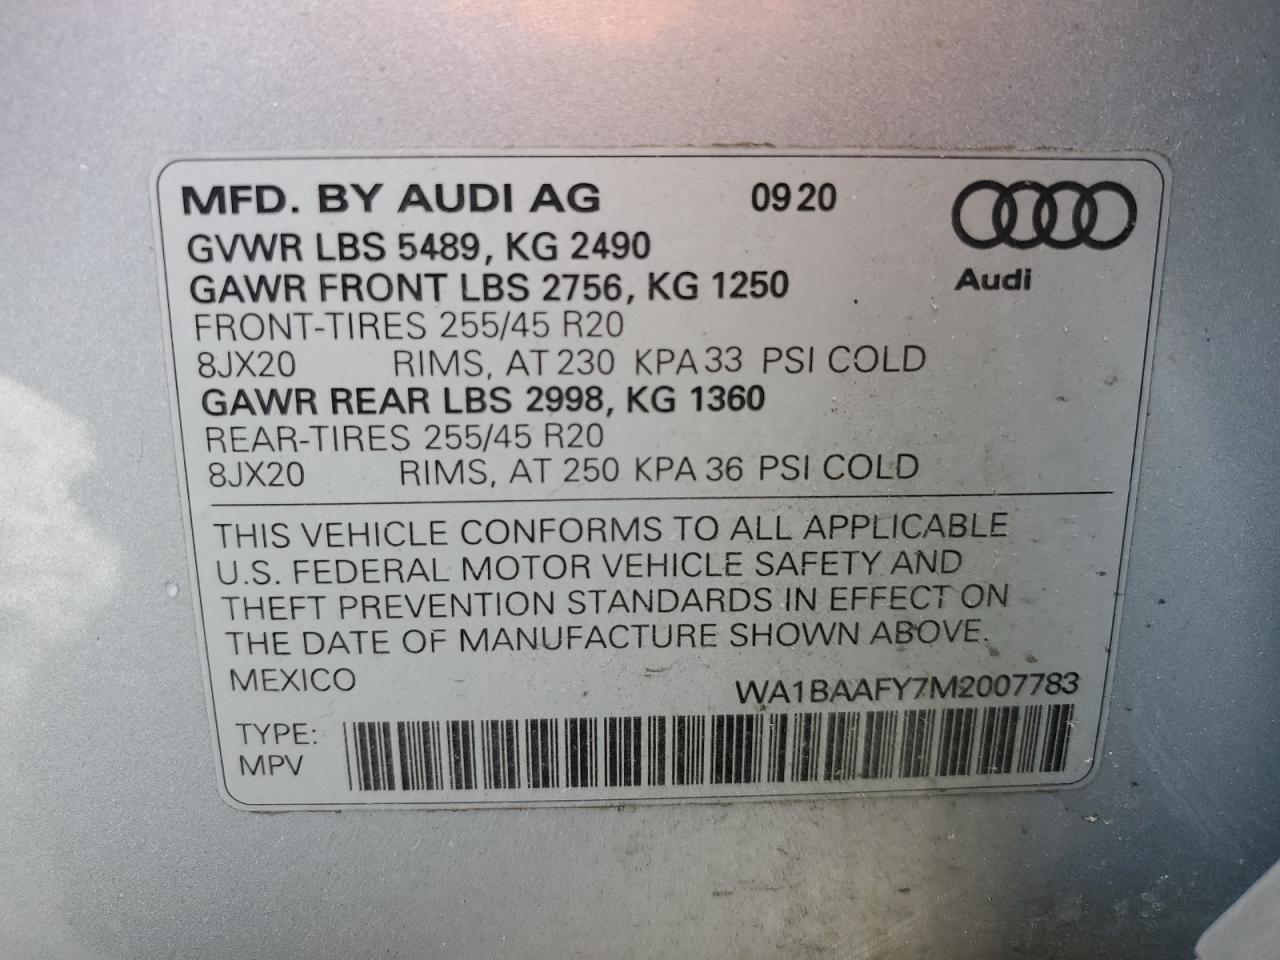 MFD. BY AUDI AG 09 20
Audi
GVWR LBS 5489, KG 2490
GAWR FRONT LBS 2756, KG 1250
FRONT-TIRES 255/45 R20
8JX20 RIMS, AT 230 KPA 33 PSI COLD
GAWR REAR LBS 2998, KG 1360
REAR-TIRES 255/45 R20
8JX20 RIMS, AT 250 KPA 36 PSI COLD
THIS VEHICLE CONFORMS TO ALL APPLICABLE
U.S. FEDERAL MOTOR VEHICLE SAFETY AND
THEFT PREVENTION STANDARDS IN EFFECT ON
THE DATE OF MANUFACTURE SHOWN ABOVE.
MEXICO WA1BAAFY7M2007783
TYPE:
MPV